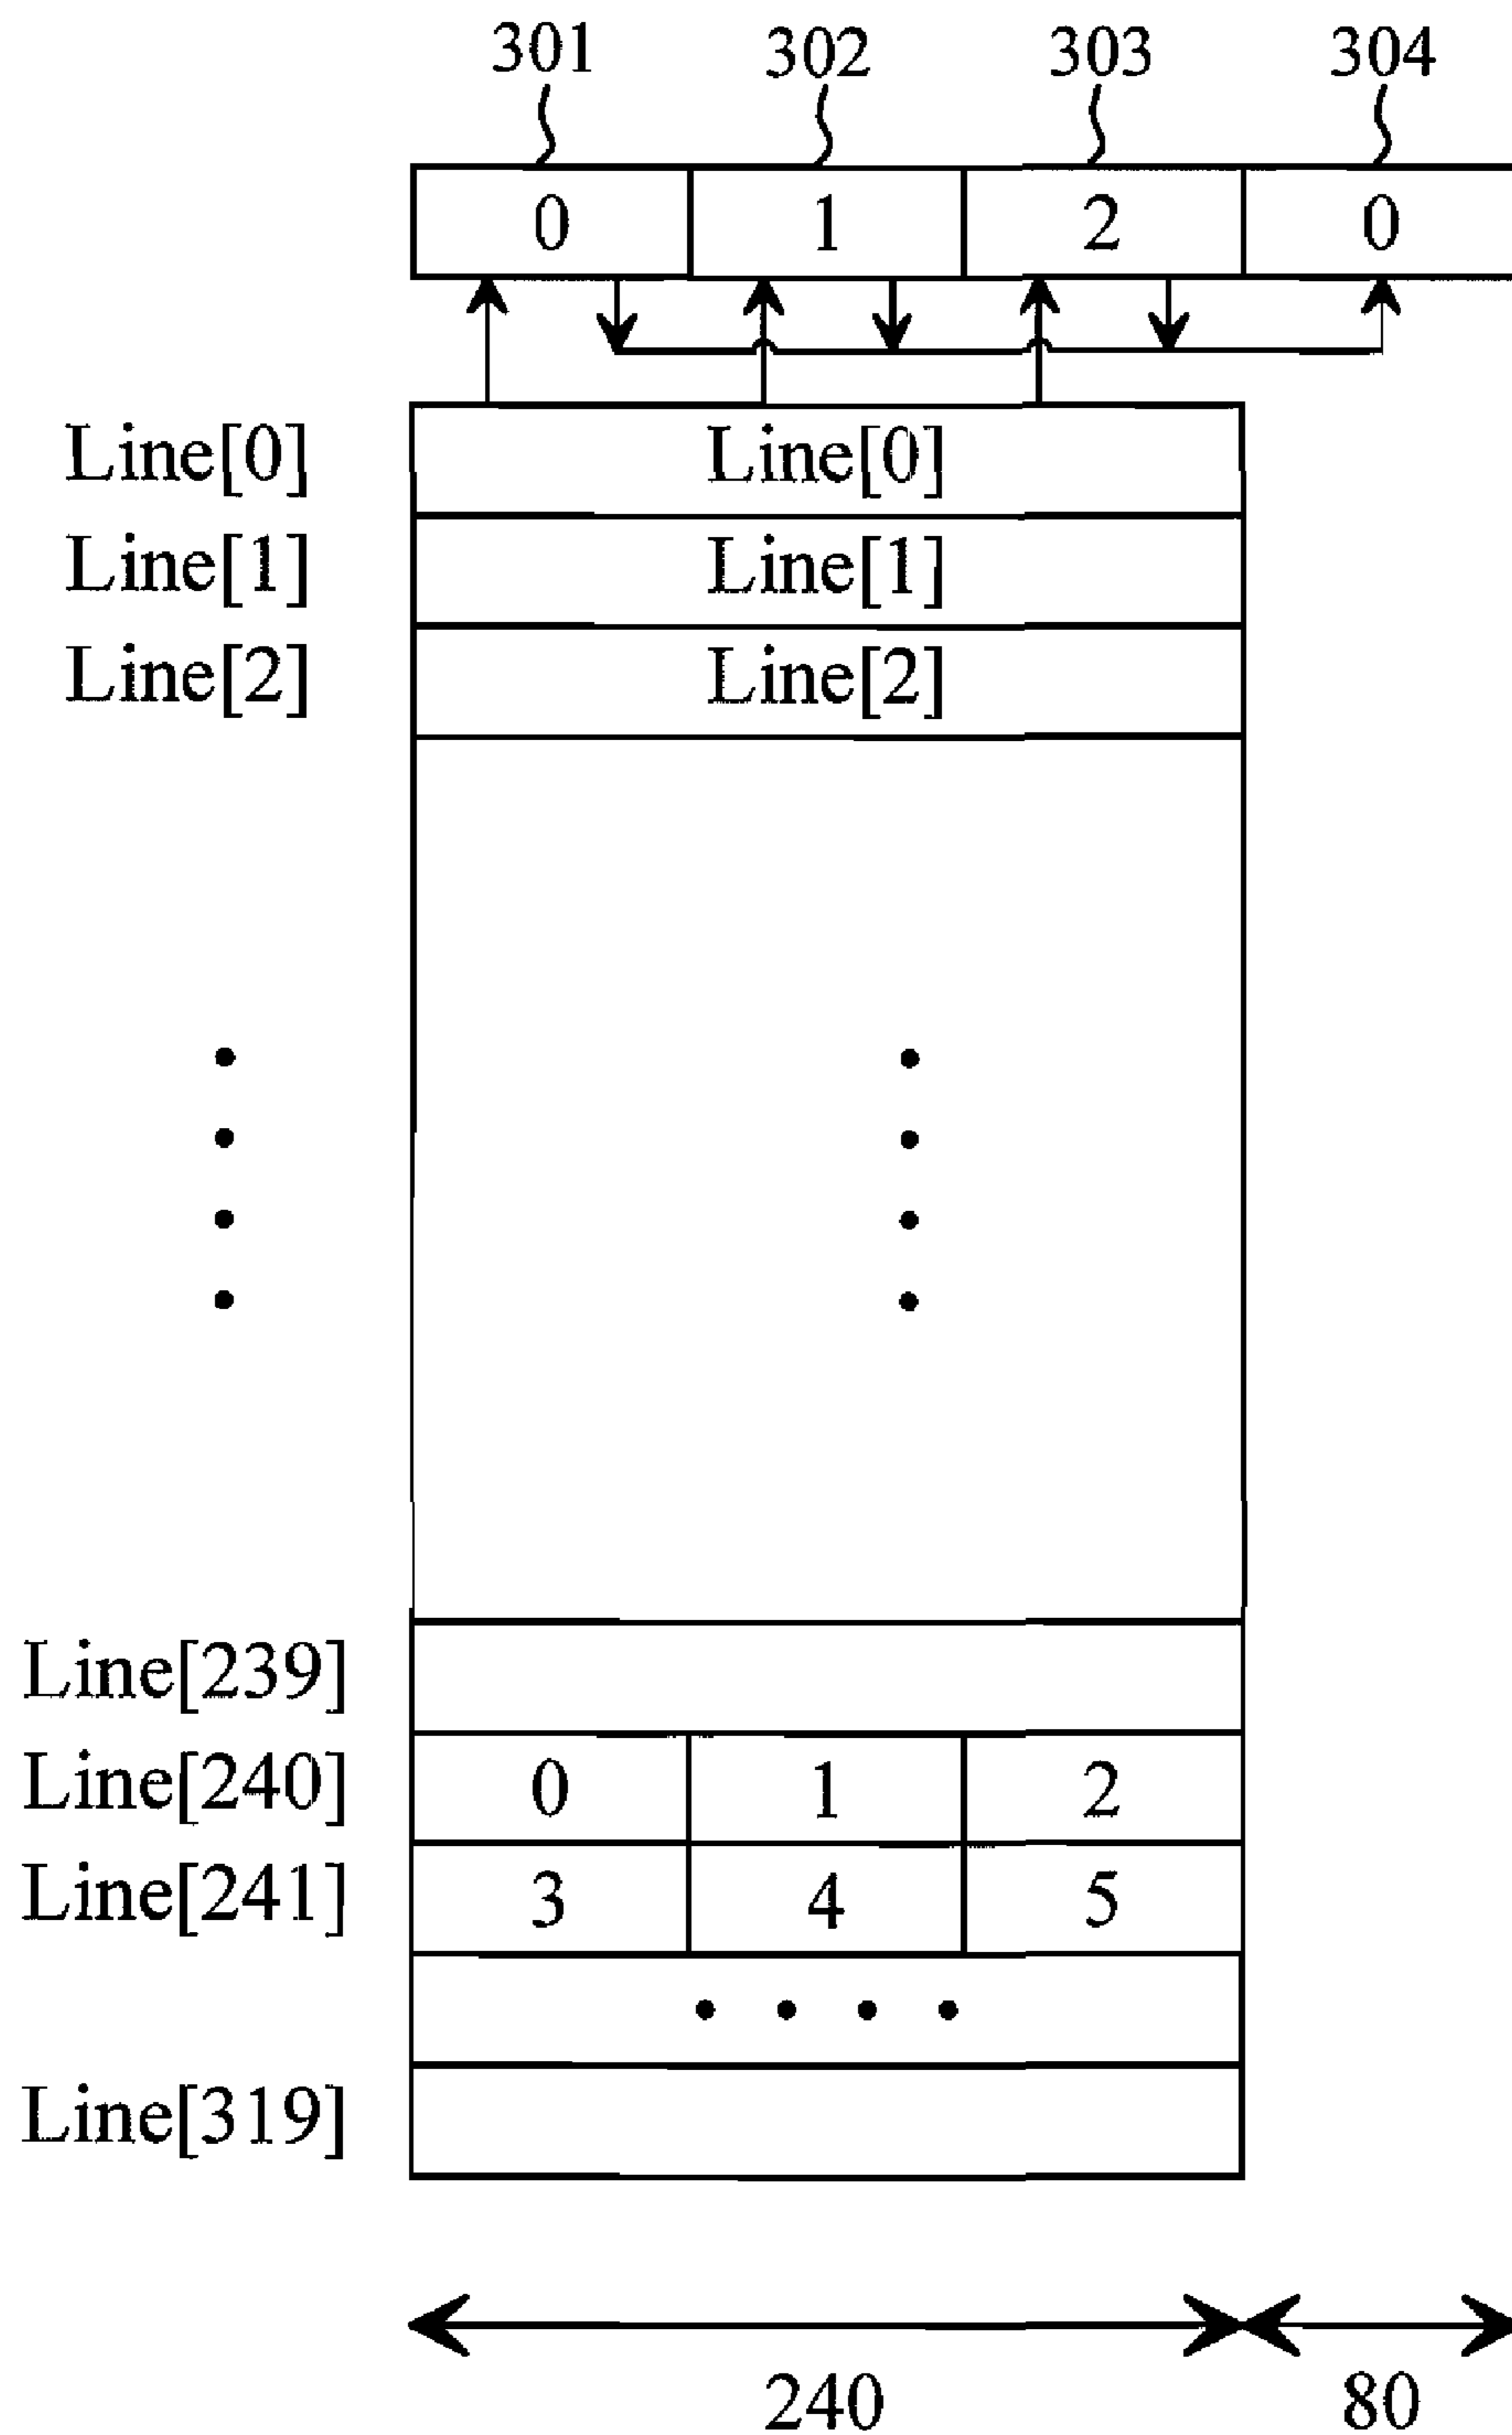 301 302 303 304
0 1 2 0
Line[0] Line[0]
Line[1] Line[1]
Line[2] Line[2]
Line[239]
Line[240] 0 1 2
Line[241] 3 4 5
Line[319]
240 80